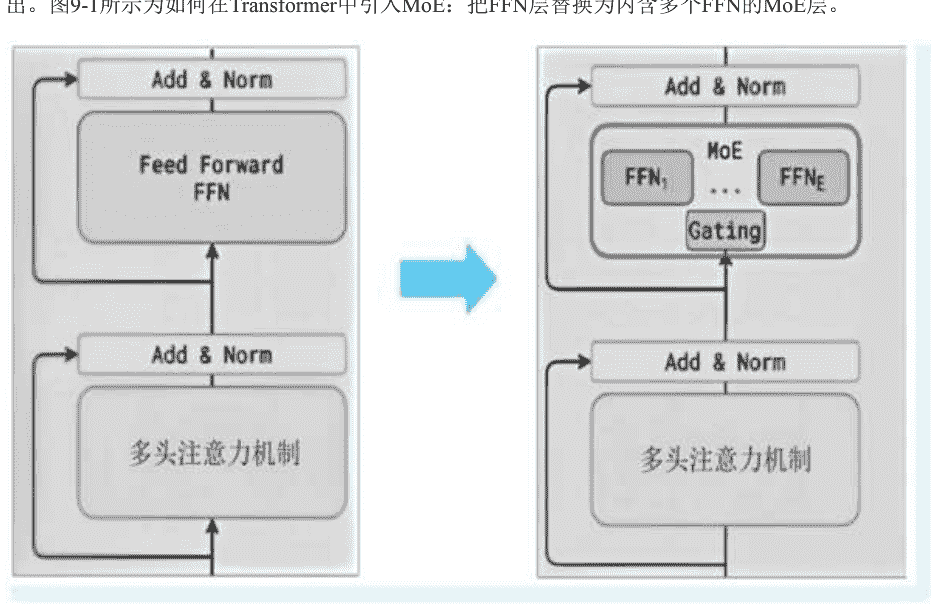 出。图9-1所示为如何在Transformer中引入MoE：把FFN层替换为内含多个FFN的MoE层。
Add & Norm
Feed Forward
FFN
Add & Norm
多头注意力机制
Add & Norm
MoE
FFN1 ... FFNE
Gating
Add & Norm
多头注意力机制